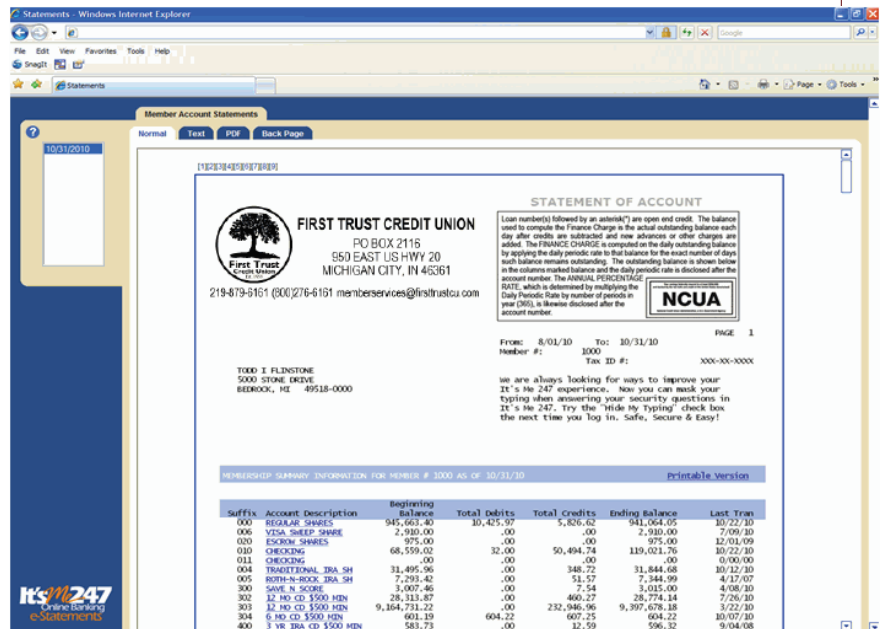 Statements - Windows Internet Explorer
Google
File Edit View Favorites Tools Help
SnagIt
Statements
Page Tools
Member Account Statements
Normal Text PDF Back Page
10/31/2010
[1][2][3][4][5][6][7][8][9]
STATEMENT OF ACCOUNT
FIRST TRUST CREDIT UNION
PO BOX 2116
950 EAST US HWY 20
MICHIGAN CITY, IN 46361
First Trust
Credit Union
219-879-6161 (800)276-6161 memberservices@firsttrustcu.com
Loan number(s) followed by an asterisk(*) are open end credit. The balance
used to compute the Finance Charge is the actual outstanding balance each
day after credits are subtracted and new advances or other charges are
added. The FINANCE CHARGE is computed on the daily outstanding balance
by applying the daily periodic rate to that balance for the exact number of days
such balance remains outstanding. The outstanding balance is shown below
in the columns marked balance and the daily periodic rate is disclosed after the
account number. The ANNUAL PERCENTAGE
RATE, which is determined by multiplying the
Daily Periodic Rate by number of periods in
year (365), is likewise disclosed after the
account number.
NCUA
PAGE 1
From: 8/01/10 To: 10/31/10
Member #: 1000
Tax ID #: XXX-XX-XXXX
TODD I FLINSTONE
5000 STONE DRIVE
BEDROCK, MI 49518-0000
We are always looking for ways to improve your
It's Me 247 experience. Now you can mask your
typing when answering your security questions in
It's Me 247. Try the "Hide My Typing" check box
the next time you log in. Safe, Secure & Easy!
MEMBERSHIP SUMMARY INFORMATION FOR MEMBER # 1000 AS OF 10/31/10 Printable Version
Beginning
Suffix Account Description Balance Total Debits Total Credits Ending Balance Last Tran
000 REGULAR SHARES 945,663.40 10,425.97 5,826.62 941,064.05 10/22/10
006 VISA SWEEP SHARE 2,910.00 .00 .00 2,910.00 7/09/10
020 ESCROW SHARES 975.00 .00 .00 975.00 12/01/09
010 CHECKING 68,559.02 32.00 50,494.74 119,021.76 10/22/10
011 CHECKING .00 .00 .00 .00 0/00/00
004 TRADITIONAL IRA SH 31,495.96 .00 348.72 31,844.68 10/12/10
005 ROTH-N-ROCK IRA SH 7,293.42 .00 51.57 7,344.99 4/17/07
300 SAVE N SCORE 3,007.46 .00 7.54 3,015.00 4/08/10
302 12 MO CD $500 MIN 28,313.87 .00 460.27 28,774.14 7/26/10
303 12 MO CD $500 MIN 9,164,731.22 .00 232,946.96 9,397,678.18 3/22/10
304 6 MO CD $500 MIN 601.19 604.22 607.25 604.22 10/22/10
400 3 YR IRA CD $500 MIN 583.73 .00 12.59 596.32 9/04/08
It's Me 247
Online Banking
e-Statements